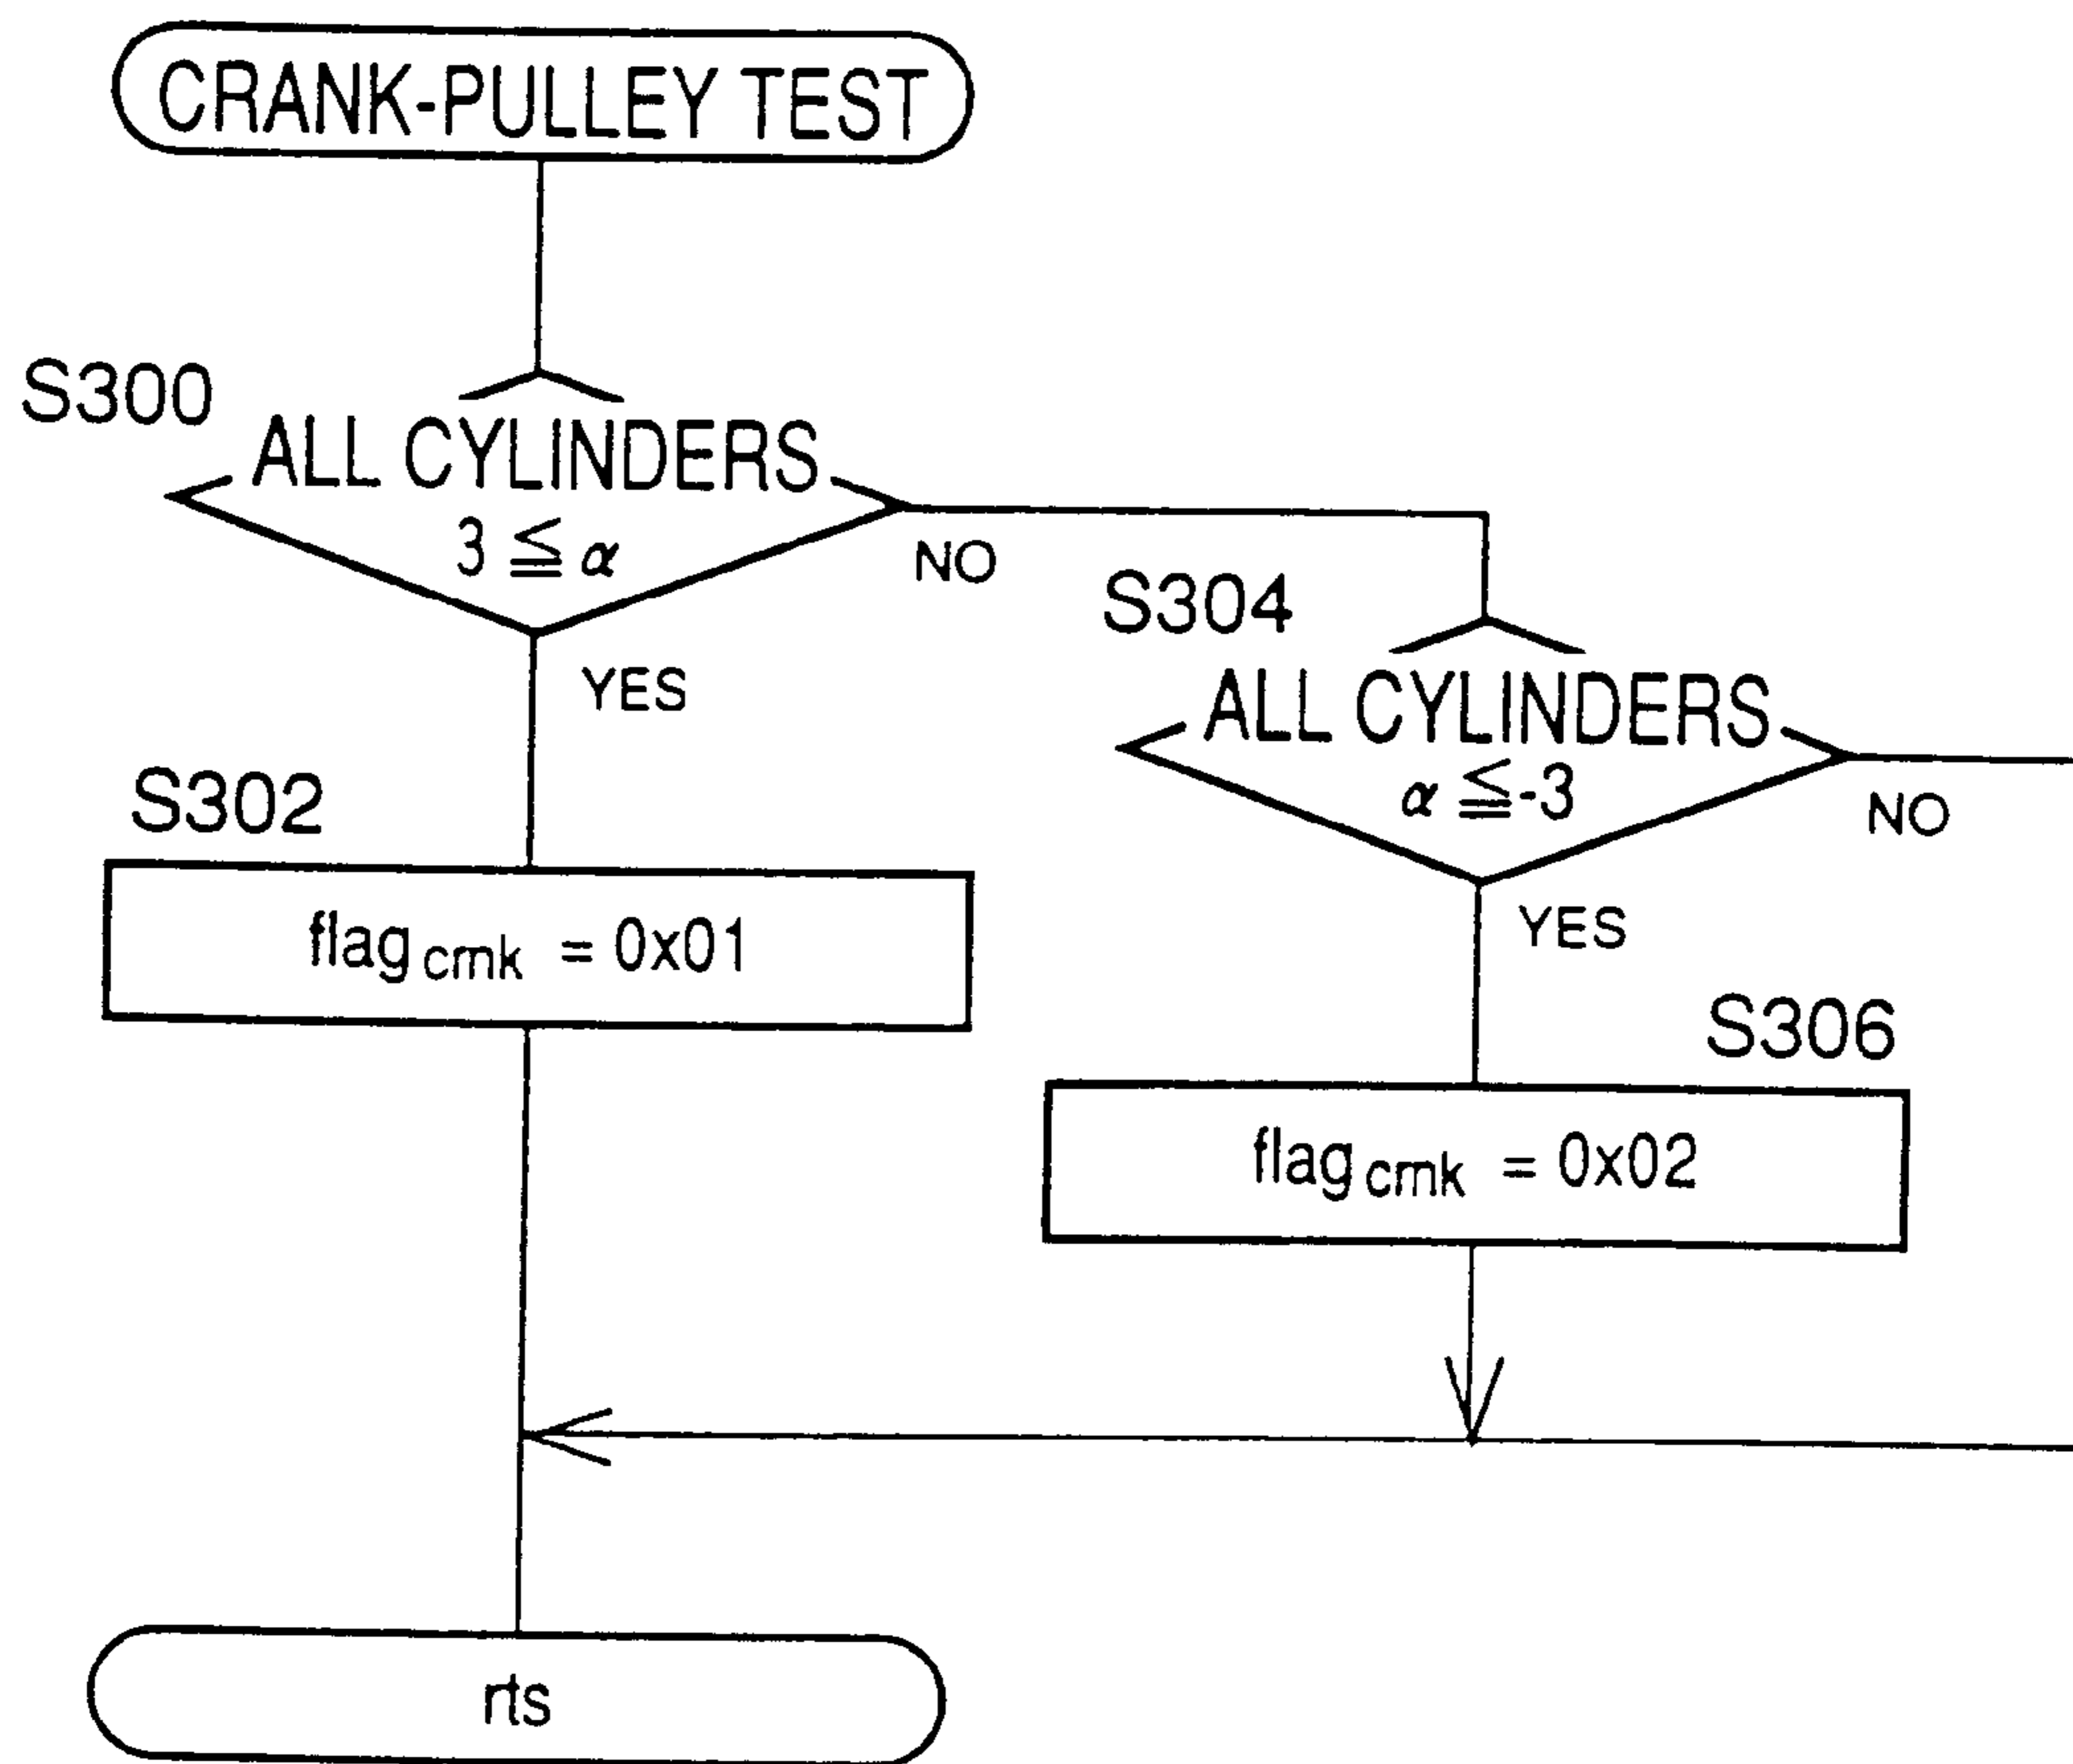 CRANK-PULLEY TEST
S300
ALL CYLINDERS
3 ≦ α
NO
YES
S304
ALL CYLINDERS
α ≦-3
NO
YES
S302
flag cmk = 0x01
S306
flag cmk = 0x02
rts